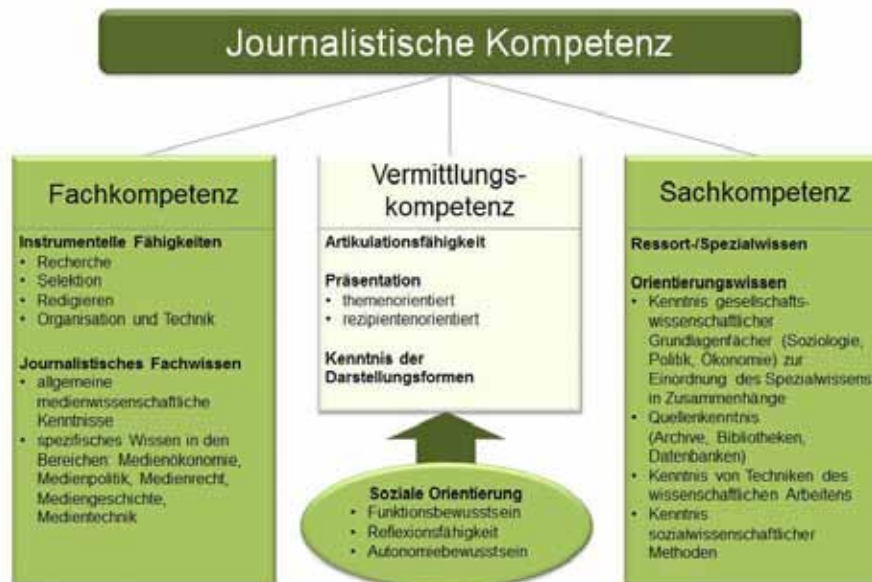 Journalistische Kompetenz
Fachkompetenz
Instrumentelle Fähigkeiten
• Recherche
• Selektion
• Redigieren
• Organisation und Technik
Journalistisches Fachwissen
• allgemeine
medienwissenschaftliche
Kenntnisse
• spezifisches Wissen in den
Bereichen: Medienökonomie,
Medienpolitik, Medienrecht,
Mediengeschichte,
Medientechnik
Vermittlungs-
kompetenz
Artikulationsfähigkeit
Präsentation
• themenorientiert
• rezipientenorientiert
Kenntnis der
Darstellungsformen
Soziale Orientierung
• Funktionsbewusstsein
• Reflexionsfähigkeit
• Autonomiebewusstsein
Sachkompetenz
Ressort-/Spezialwissen
Orientierungswissen
• Kenntnis gesellschafts-
wissenschaftlicher
Grundlagenfächer (Soziologie,
Politik, Ökonomie) zur
Einordnung des Spezialwissens
in Zusammenhänge
• Quellenkenntnis
(Archive, Bibliotheken,
Datenbanken)
• Kenntnis von Techniken des
wissenschaftlichen Arbeitens
• Kenntnis
sozialwissenschaftlicher
Methoden